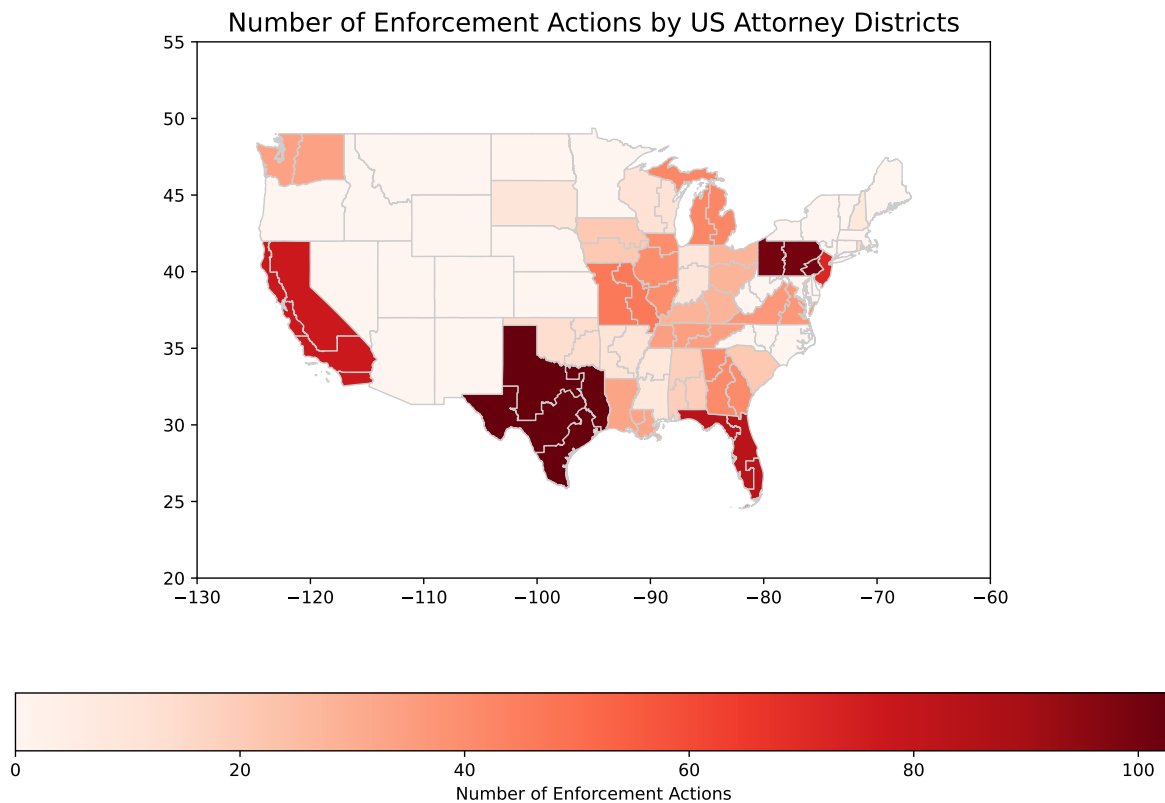 Number of Enforcement Actions by US Attorney Districts
55
50
45
40
35
30
25
20
−130 −120 −110 −100 −90 −80 −70 −60
0 20 40 60 80 100
Number of Enforcement Actions